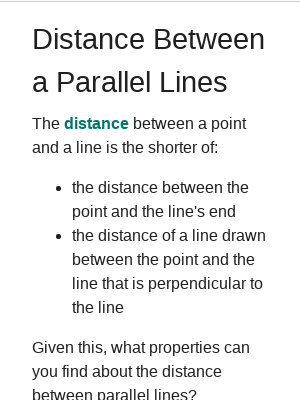 Distance Between
a Parallel Lines
The distance between a point
and a line is the shorter of:
• the distance between the
point and the line's end
• the distance of a line drawn
between the point and the
line that is perpendicular to
the line
Given this, what properties can
you find about the distance
between parallel lines?